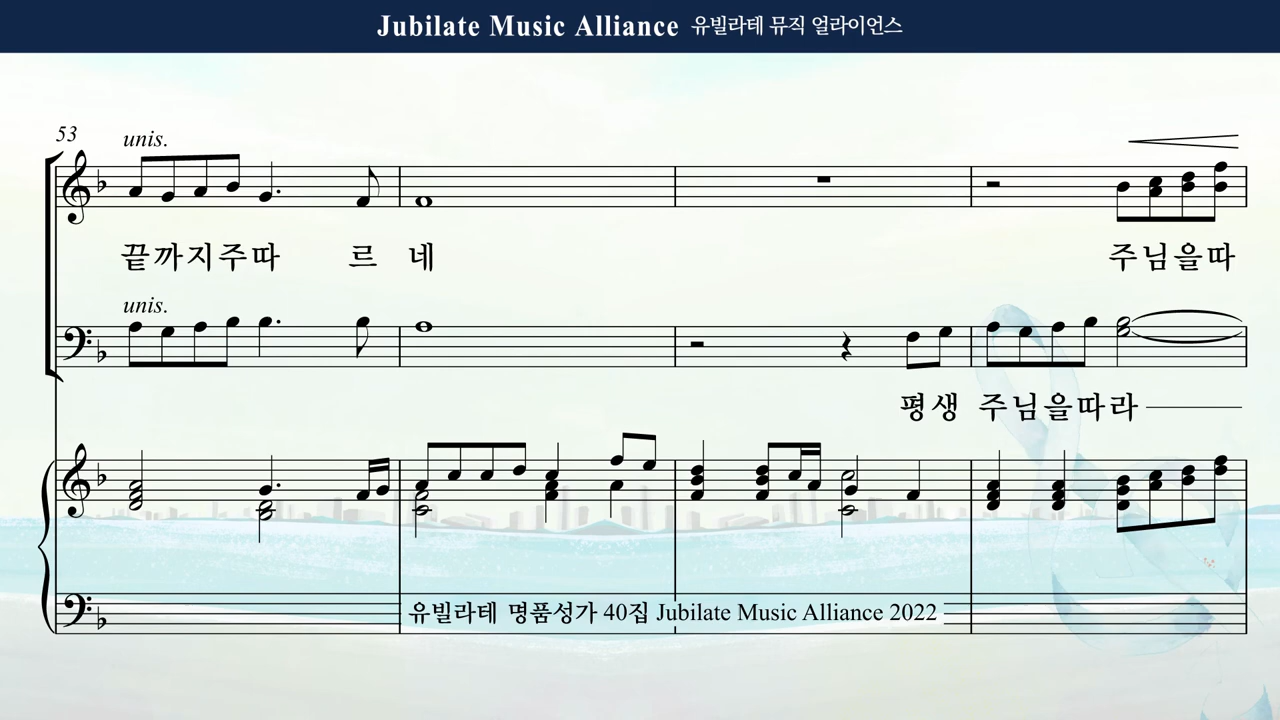 Jubilate Music Alliance 유빌라테 뮤직 얼라이언스
53
unis.
끝까지주따 르 네 주님을따
unis.
평생 주님을따라
유빌라테 명품성가 40집 Jubilate Music Alliance 2022